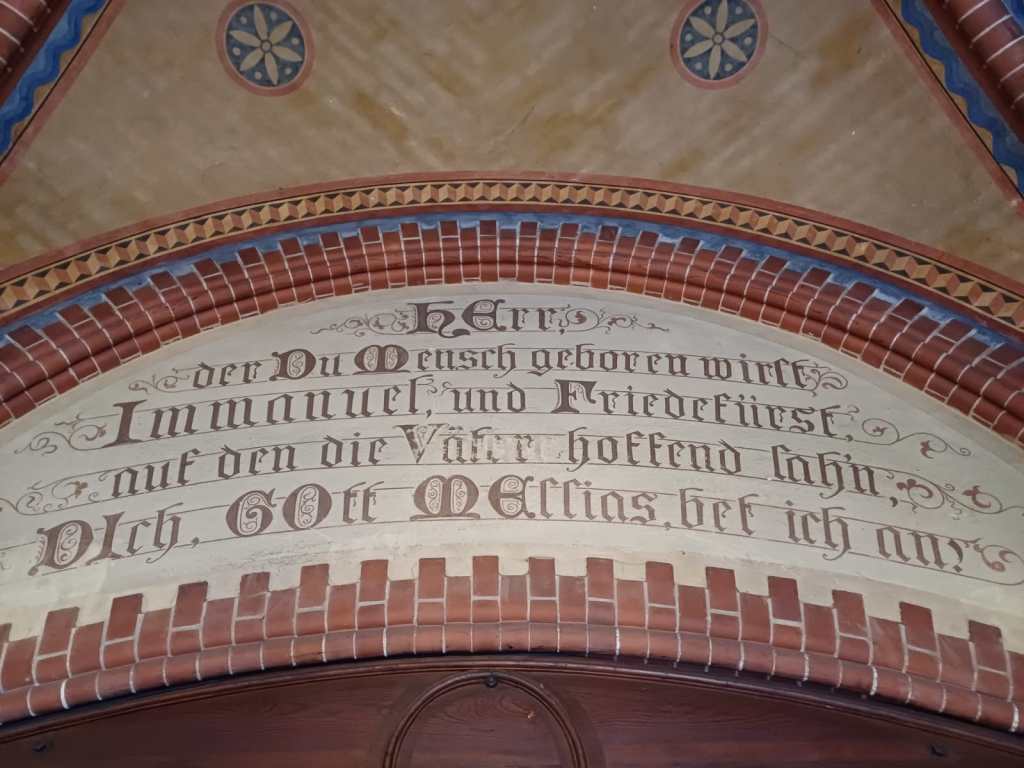 HErr
der Du Mensch geboren wirst
Immanuel, und Friedefürst,
auf den die Väter hoffend sah'n,
DIch, GOtt MEssias, bet ich an!